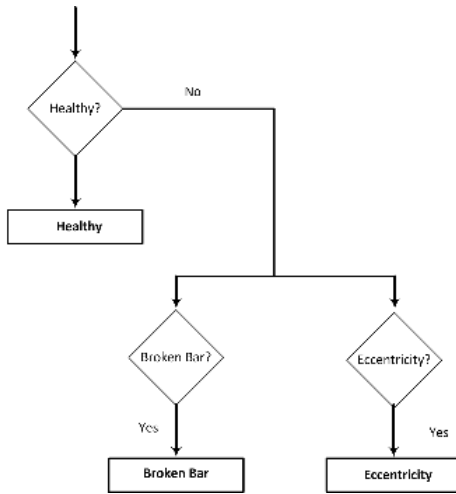 No
Healthy?
Healthy
Broken Bar?
Eccentricity?
Yes
Yes
Broken Bar
Eccentricity